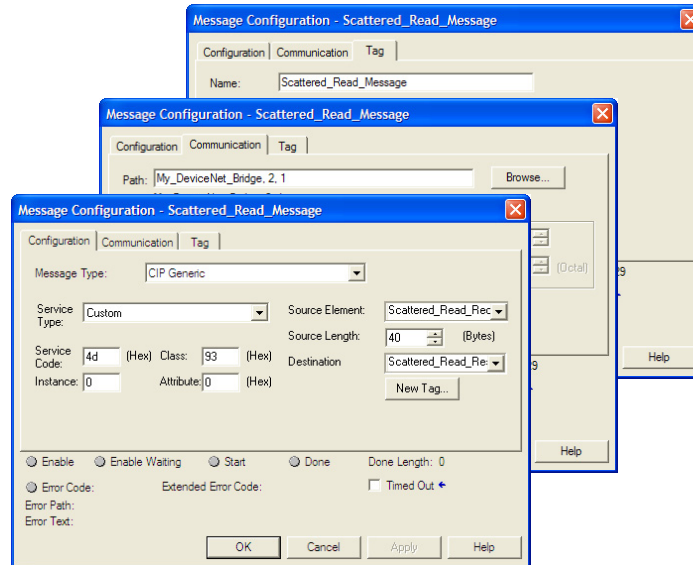 Message Configuration - Scattered_Read_Message
Configuration Communication Tag
Name: Scattered_Read_Message
Message Configuration - Scattered_Read_Message
Configuration Communication Tag
Path: My_DeviceNet_Bridge, 2, 1 Browse...
(Octal)
29
Message Configuration - Scattered_Read_Message
Configuration Communication Tag
Message Type: CIP Generic
Service Type: Custom Source Element: Scattered_Read_Rec
Source Length: 40 (Bytes)
Service Code: 4d (Hex) Class: 93 (Hex) Destination Scattered_Read_Re
Instance: 0 Attribute: 0 (Hex) New Tag...
Help
29
Enable Enable Waiting Start Done Done Length: 0
Help
Error Code: Extended Error Code: Timed Out
Error Path:
Error Text:
OK Cancel Apply Help